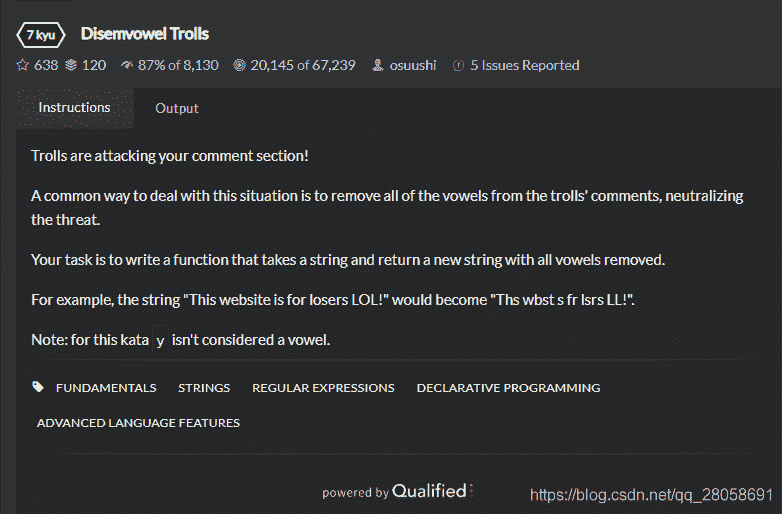 7 kyu Disemvowel Trolls
638 120 87% of 8,130 20,145 of 67,239 osuushi 5 Issues Reported
Instructions Output
Trolls are attacking your comment section!
A common way to deal with this situation is to remove all of the vowels from the trolls' comments, neutralizing
the threat.
Your task is to write a function that takes a string and return a new string with all vowels removed.
For example, the string "This website is for losers LOL!" would become "Ths wbst s fr lsrs LL!".
Note: for this kata y isn't considered a vowel.
FUNDAMENTALS STRINGS REGULAR EXPRESSIONS DECLARATIVE PROGRAMMING
ADVANCED LANGUAGE FEATURES
powered by Qualified
https://blog.csdn.net/qq_28058691